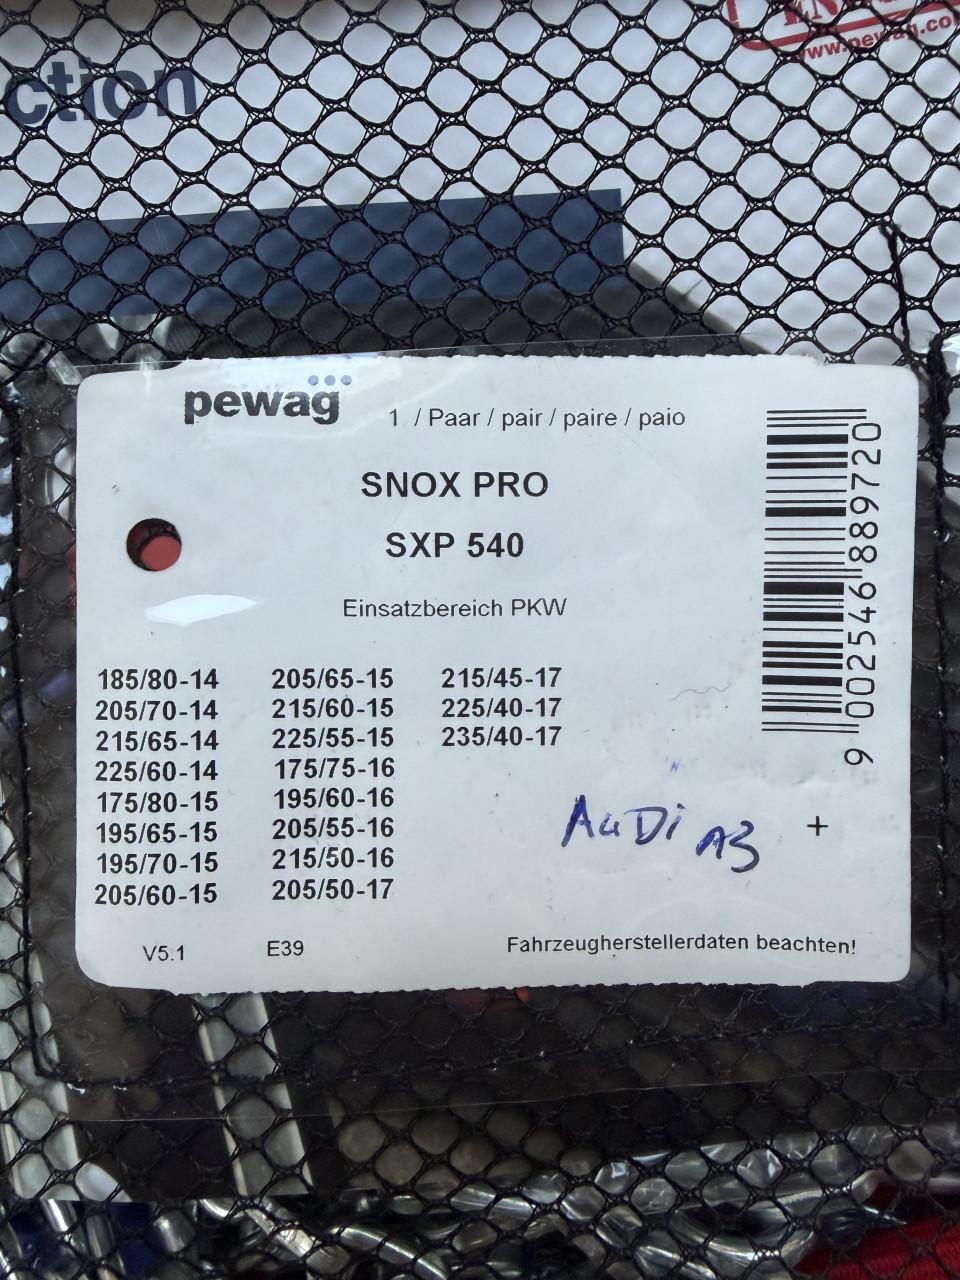 ction
www.pewag.co
pewag
1 / Paar / pair / paire / paio
SNOX PRO
SXP 540
Einsatzbereich PKW
185/80-14 205/65-15 215/45-17
205/70-14 215/60-15 225/40-17
215/65-14 225/55-15 235/40-17
225/60-14 175/75-16
175/80-15 195/60-16
195/65-15 205/55-16
195/70-15 215/50-16
205/60-15 205/50-17
AuDi A3
+
V5.1 E39
Fahrzeugherstellerdaten beachten!
9 002546 889720